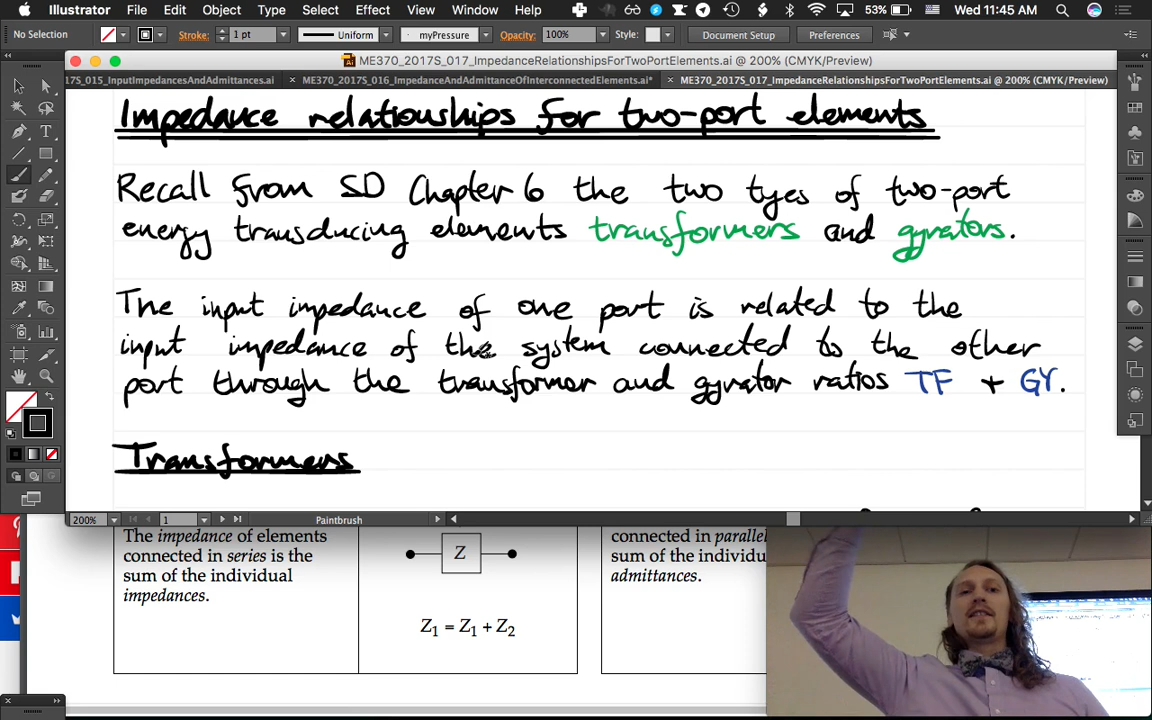 Illustrator File Edit Object Type Select Effect View Window Help 53% Wed 11:45 AM
No Selection Stroke: 1 pt Uniform myPressure Opacity: 100% Style: Document Setup Preferences
ME370_2017S_017_ImpedanceRelationshipsForTwoPortElements.ai @ 200% (CMYK/Preview)
17S_015_InputImpedancesAndAdmittances.ai ME370_2017S_016_ImpedanceAndAdmittanceOfInterconnectedElements.ai* ME370_2017S_017_ImpedanceRelationshipsForTwoPortElements.ai @ 200% (CMYK/Preview)
Impedance relationships for two-port elements
Recall from SD Chapter 6 the two tyes of two-port
energy transducing elements transformers and gyrators.
The input impedance of one port is related to the
input impedance of the system connected to the other
port through the transformer and gyrator ratios TF + GY.
Transformers
200% 1 Paintbrush
The impedance of elements
connected in series is the
sum of the individual
impedances.
Z
Z1 = Z1 + Z2
connected in parallel
sum of the individu
admittances.